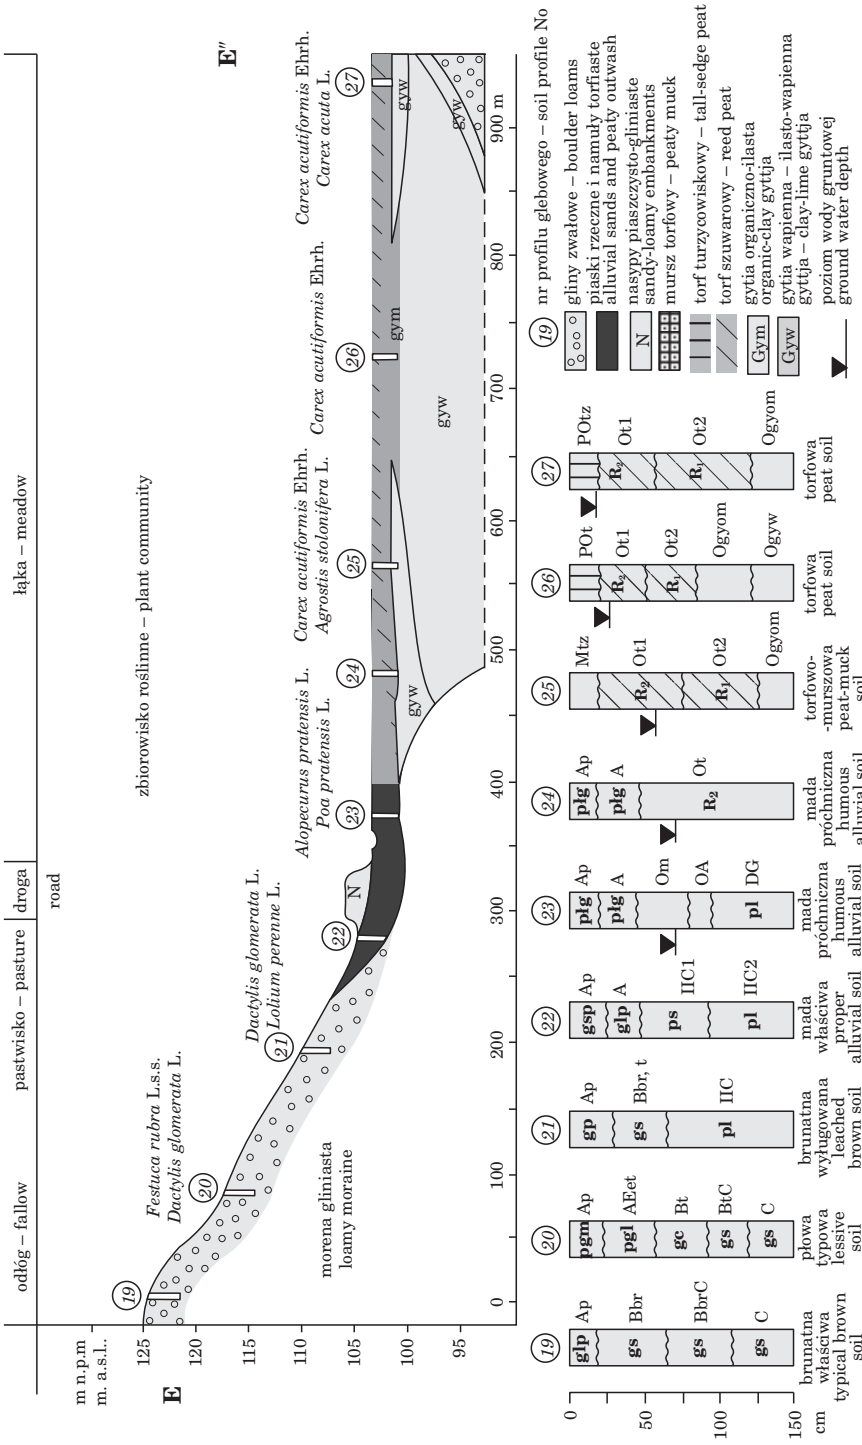 odłóg – fallow
pastwisko – pasture
droga
road
łąka – meadow
zbiorowisko roślinne – plant community
m n.p.m
m. a.s.l.
E
E″
125
120
115
110
105
100
95
Festuca rubra L.s.s.
Dactylis glomerata L.
Dactylis glomerata L.
Lolium perenne L.
Alopecurus pratensis L.
Poa pratensis L.
Carex acutiformis Ehrh.
Agrostis stolonifera L.
Carex acutiformis Ehrh.
Carex acutiformis Ehrh.
Carex acuta L.
19
20
21
22
23
24
25
26
27
N
gyw
gym
gyw
gyw
gyw
morena gliniasta
loamy moraine
0
100
200
300
400
500
600
700
800
900 m
0
50
100
150
cm
19
glp Ap
gs Bbr
gs BbrC
gs C
brunatna
właściwa
typical brown
soil
20
pgm Ap
pgl AEet
gc Bt
gs BtC
gs C
płowa
typowa
lessive
soil
21
gp Ap
gs Bbr, t
pl IIC
brunatna
wyługowana
leached
brown soil
22
gsp Ap
glp A
ps IIC1
pl IIC2
mada
właściwa
proper
alluvial soil
23
płg Ap
płg A
Om
OA
pl DG
mada
próchniczna
humous
alluvial soil
24
płg Ap
płg A
R2 Ot
mada
próchniczna
humous
alluvial soil
25
Mtz
R2 Ot1
R1 Ot2
Ogyom
torfowo-
-murszowa
peat-muck
soil
26
POt
R2 Ot1
R1 Ot2
Ogyom
Ogyw
torfowa
peat soil
27
POtz
R2 Ot1
R1 Ot2
Ogyom
torfowa
peat soil
19 nr profilu glebowego – soil profile No
gliny zwałowe – boulder loams
piaski rzeczne i namuły torfiaste
alluvial sands and peaty outwash
N nasypy piaszczysto-gliniaste
sandy-loamy embankments
mursz torfowy – peaty muck
torf turzycowiskowy – tall-sedge peat
torf szuwarowy – reed peat
Gym gytia organiczno-ilasta
organic-clay gyttja
Gyw gytia wapienna – ilasto-wapienna
gyttja – clay-lime gyttja
poziom wody gruntowej
ground water depth